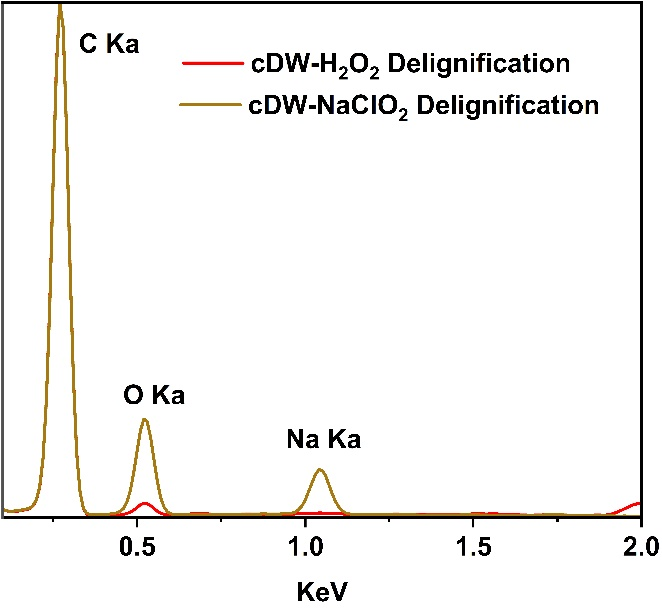 C Ka
cDW-H₂O₂ Delignification
cDW-NaClO₂ Delignification
O Ka
Na Ka
0.5 1.0 1.5 2.0
KeV